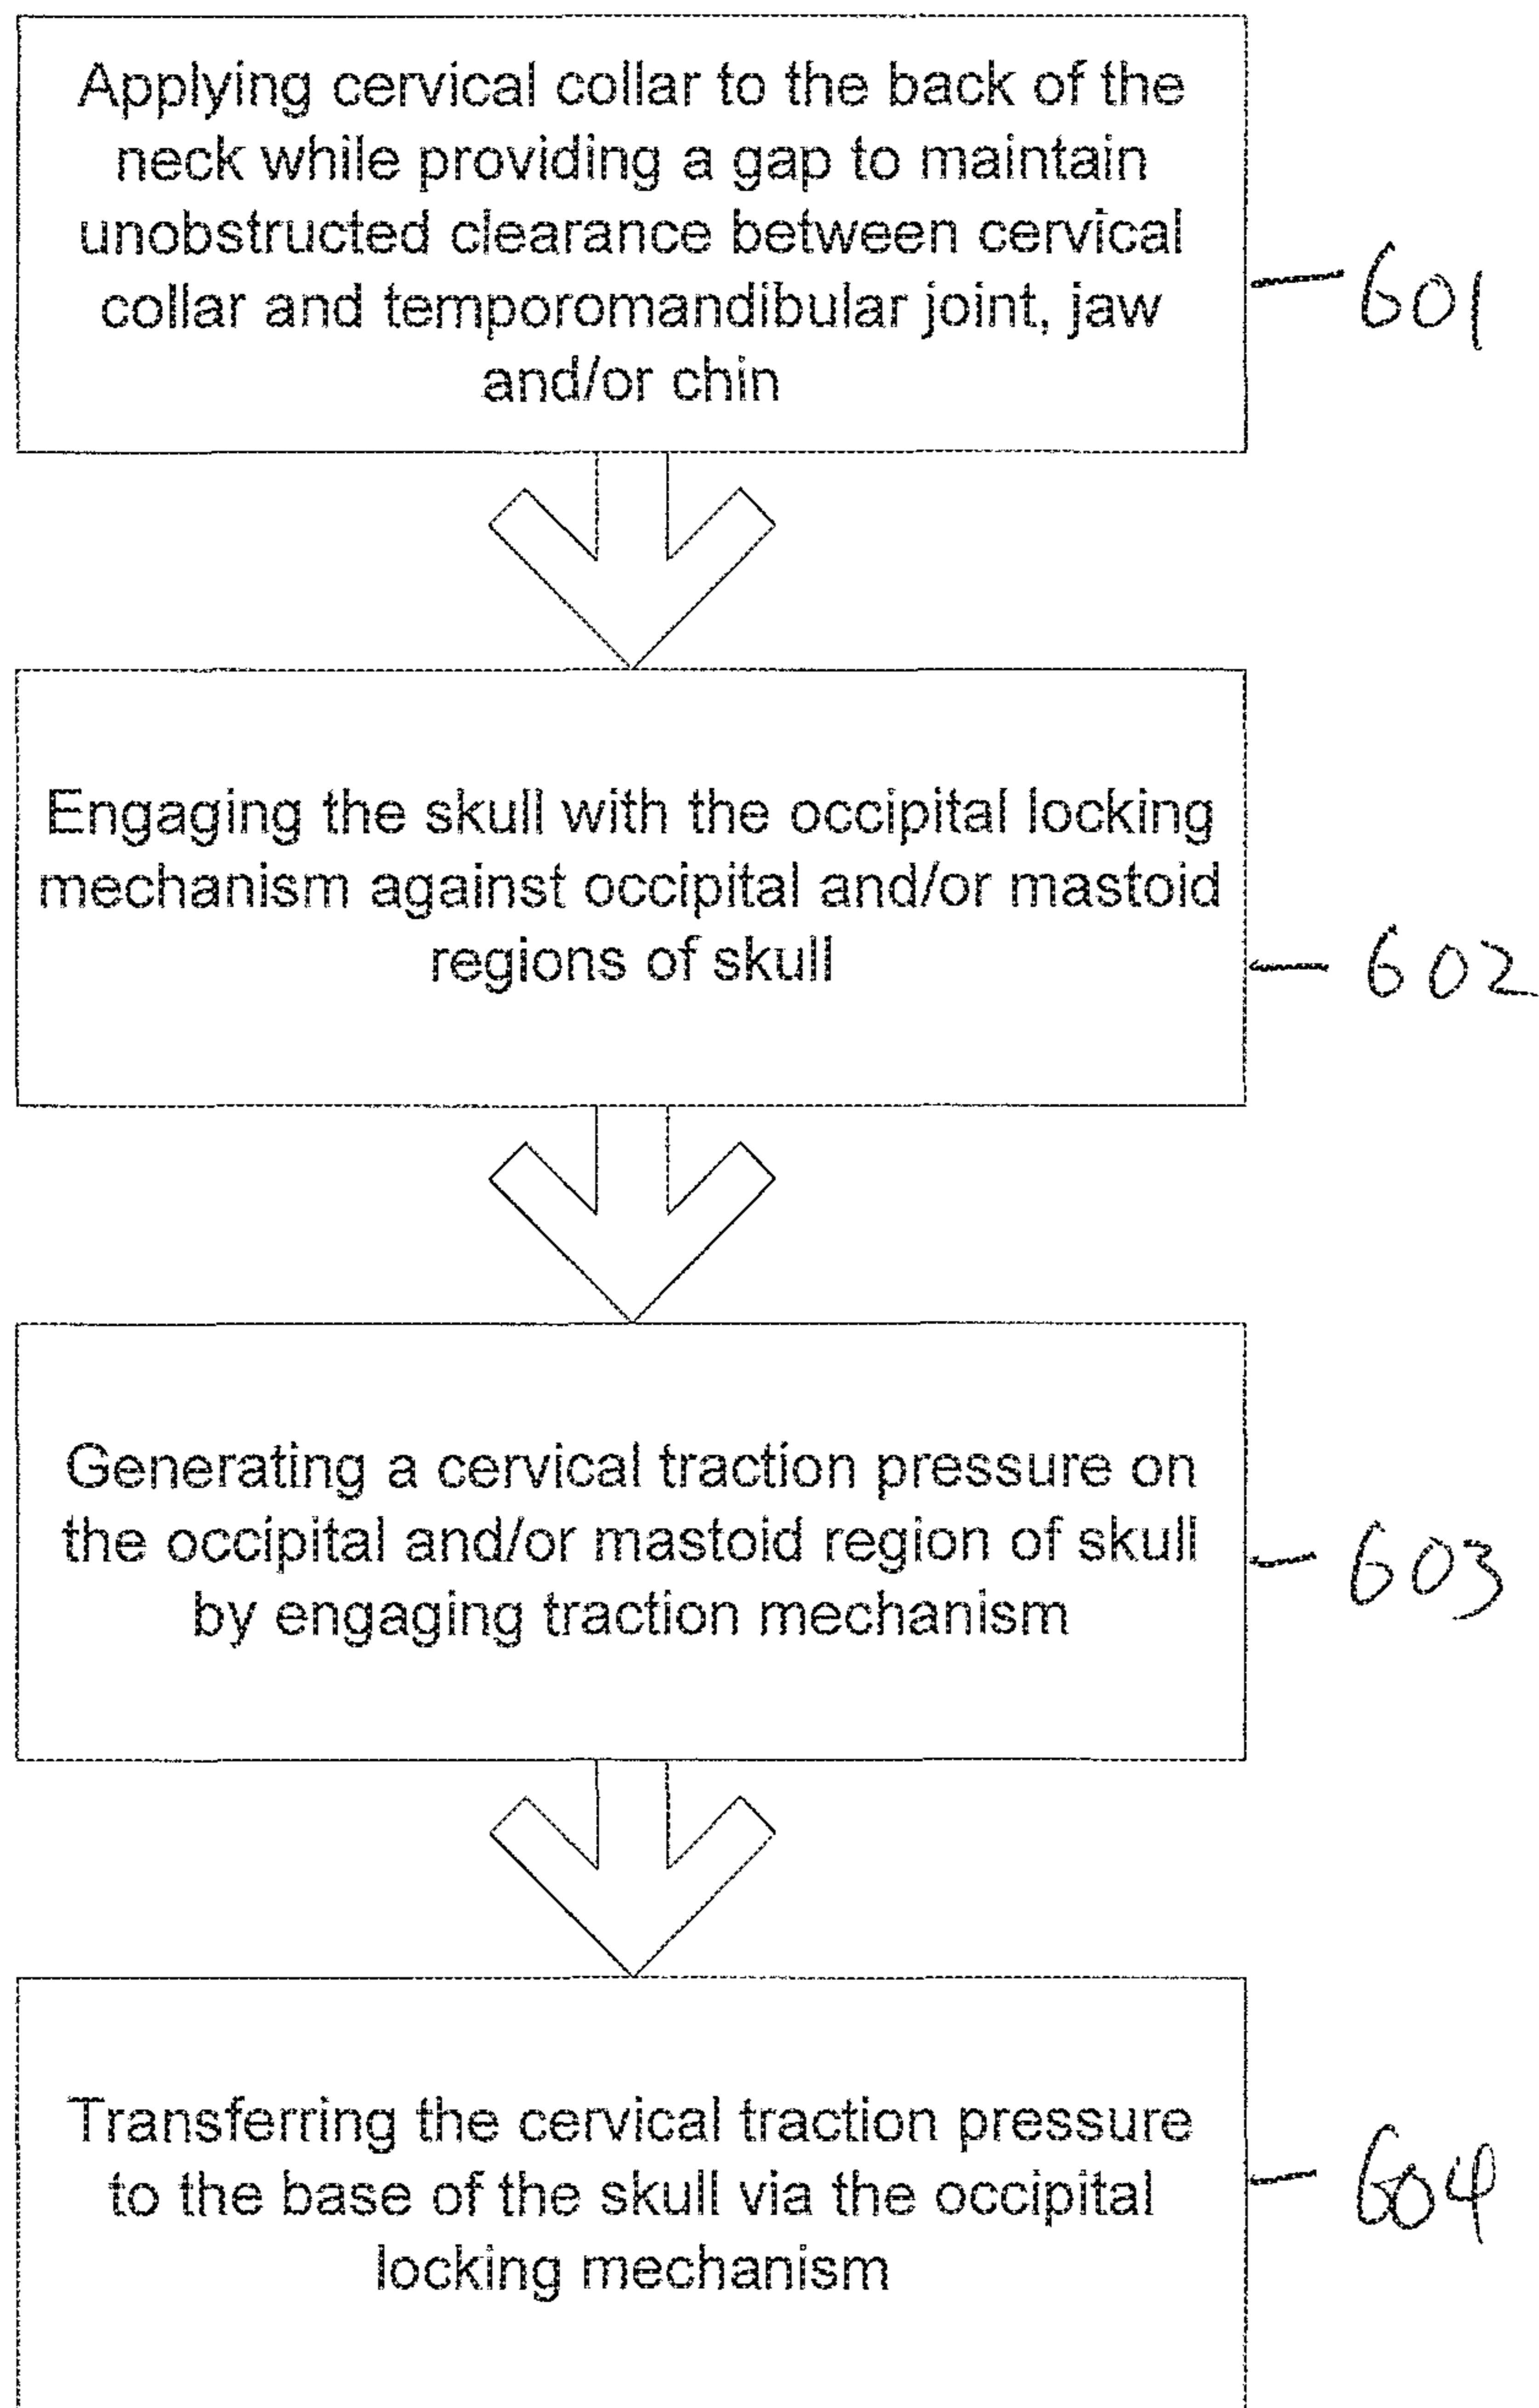 Applying cervical collar to the back of the
neck while providing a gap to maintain
unobstructed clearance between cervical
collar and temporomandibular joint, jaw
and/or chin
601
Engaging the skull with the occipital locking
mechanism against occipital and/or mastoid
regions of skull
602
Generating a cervical traction pressure on
the occipital and/or mastoid region of skull
by engaging traction mechanism
603
Transferring the cervical traction pressure
to the base of the skull via the occipital
locking mechanism
604